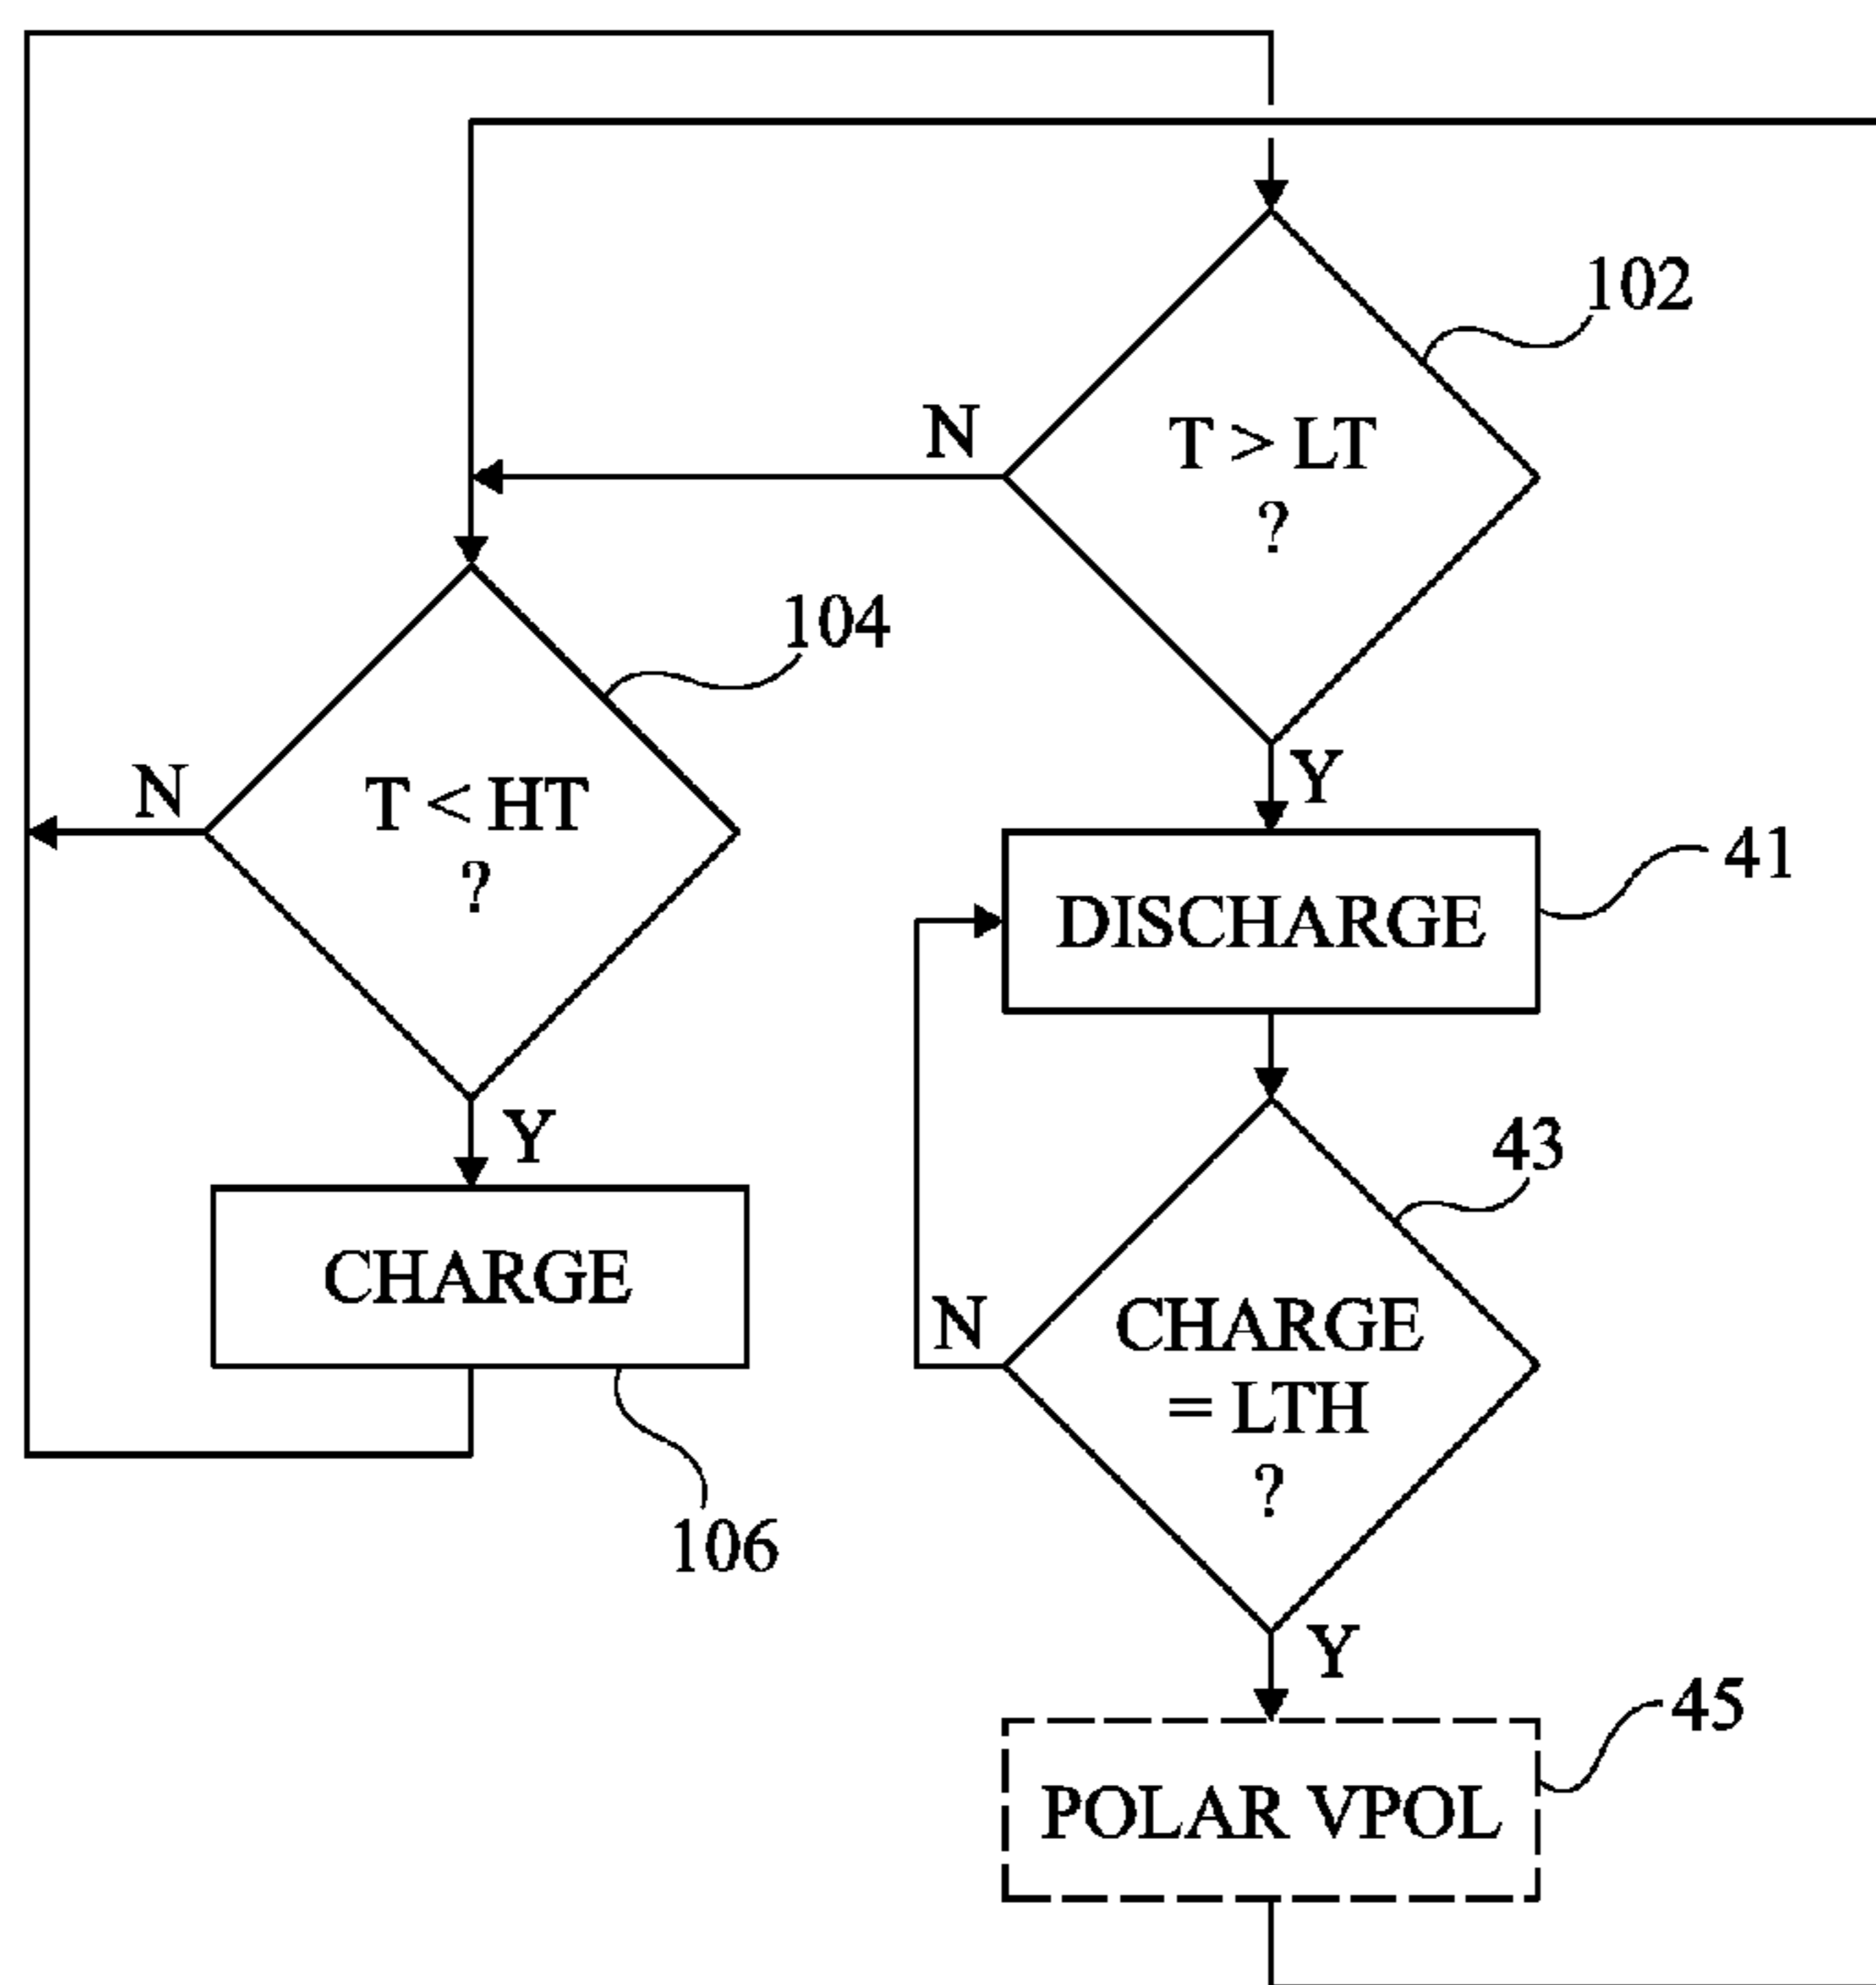 102
N
T > LT
?
Y
104
N
T < HT
?
Y
41
DISCHARGE
43
CHARGE
106
N
CHARGE
= LTH
?
Y
45
POLAR VPOL